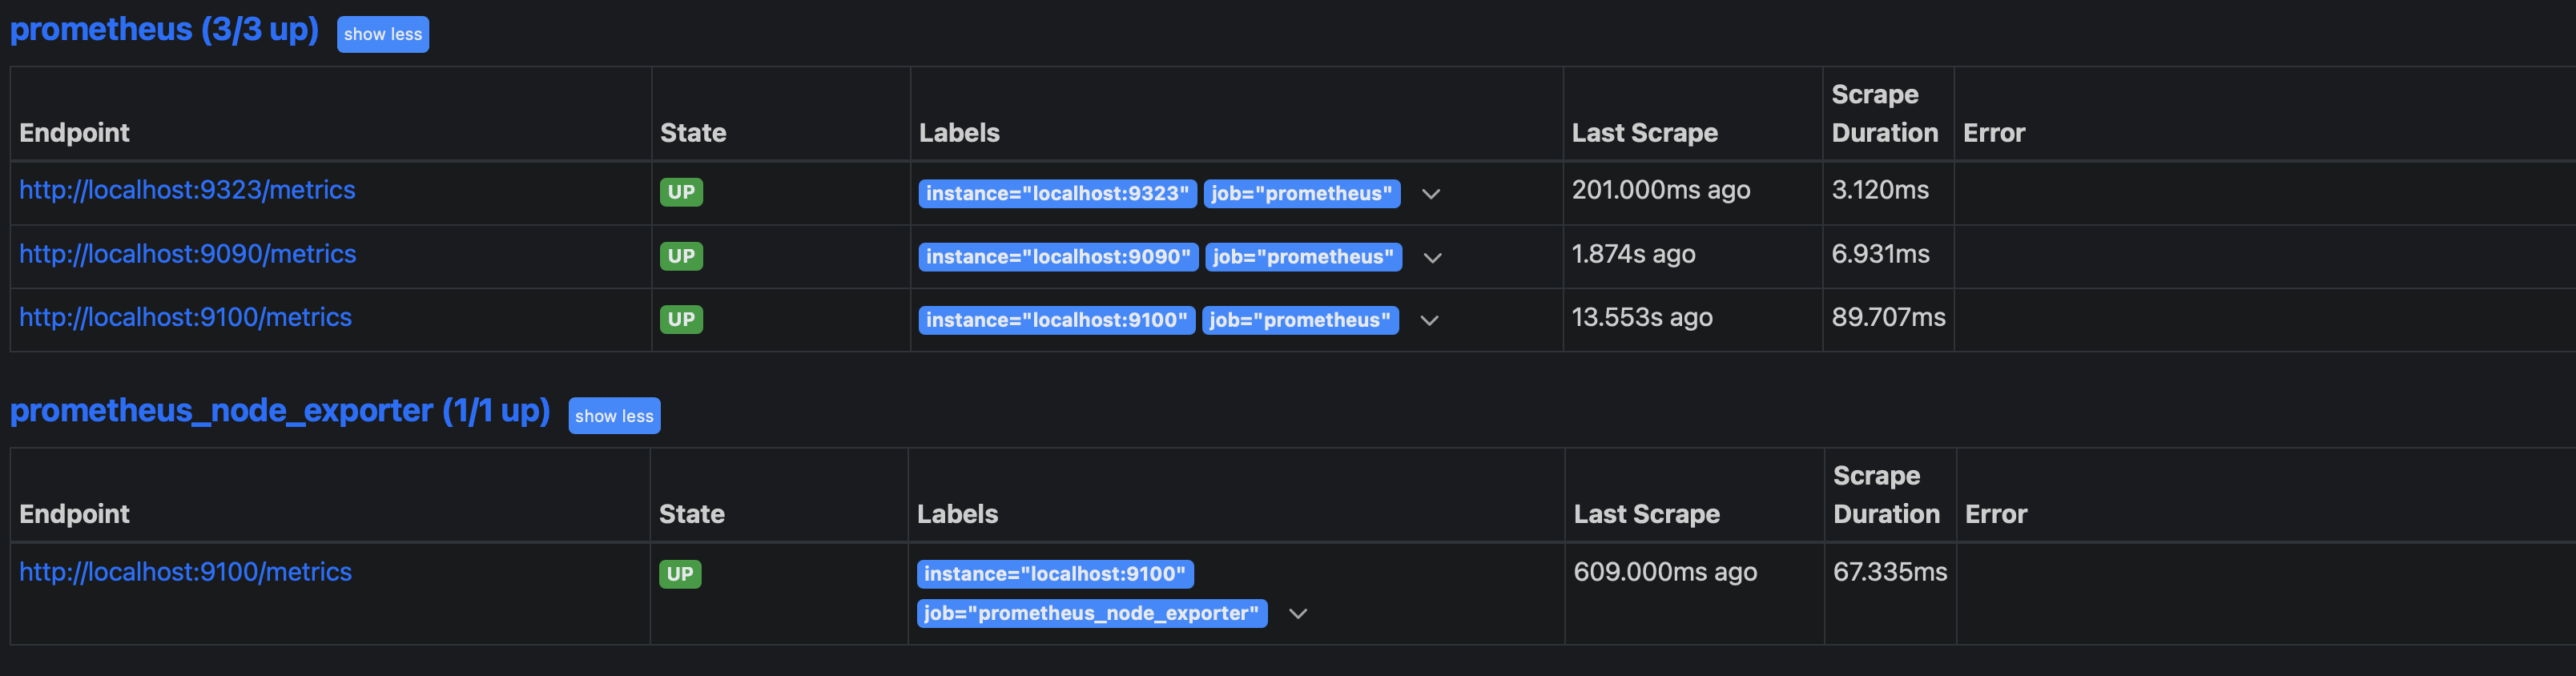 prometheus (3/3 up) show less
Endpoint State Labels Last Scrape Scrape Duration Error
http://localhost:9323/metrics UP instance="localhost:9323" job="prometheus" 201.000ms ago 3.120ms
http://localhost:9090/metrics UP instance="localhost:9090" job="prometheus" 1.874s ago 6.931ms
http://localhost:9100/metrics UP instance="localhost:9100" job="prometheus" 13.553s ago 89.707ms
prometheus_node_exporter (1/1 up) show less
Endpoint State Labels Last Scrape Scrape Duration Error
http://localhost:9100/metrics UP instance="localhost:9100" 609.000ms ago 67.335ms
job="prometheus_node_exporter"